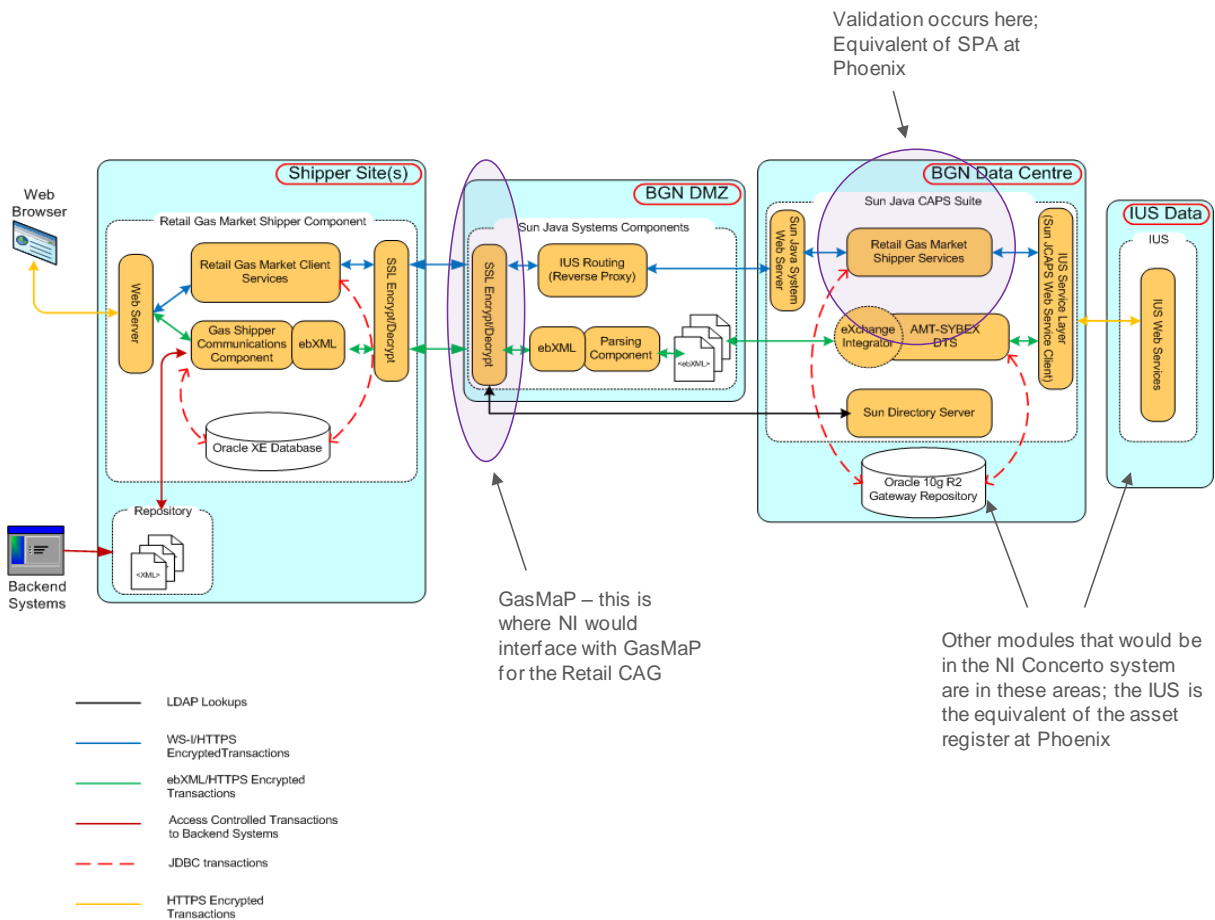 Validation occurs here;
Equivalent of SPA at
Phoenix
Shipper Site(s)
BGN DMZ
BGN Data Centre
IUS Data
Web
Browser
Retail Gas Market Shipper Component
Web Server
Retail Gas Market Client
Services
Gas Shipper
Communications
Component
ebXML
SSL Encrypt/Decrypt
Oracle XE Database
Repository
<XML>
Backend
Systems
Sun Java Systems Components
SSL Encrypt/Decrypt
IUS Routing
(Reverse Proxy)
ebXML
Parsing
Component
<ebXML>
Sun Java CAPS Suite
Sun Java System
Web Server
Retail Gas Market
Shipper Services
eXchange
Integrator
AMT-SYBEX
DTS
IUS Service Layer
(Sun JCAPS Web Service Client)
Sun Directory Server
Oracle 10g R2
Gateway Repository
IUS
IUS Web Services
GasMaP – this is
where NI would
interface with GasMaP
for the Retail CAG
Other modules that would be
in the NI Concerto system
are in these areas; the IUS is
the equivalent of the asset
register at Phoenix
LDAP Lookups
WS-I/HTTPS
EncryptedTransactions
ebXML/HTTPS Encrypted
Transactions
Access Controlled Transactions
to Backend Systems
JDBC transactions
HTTPS Encrypted
Transactions